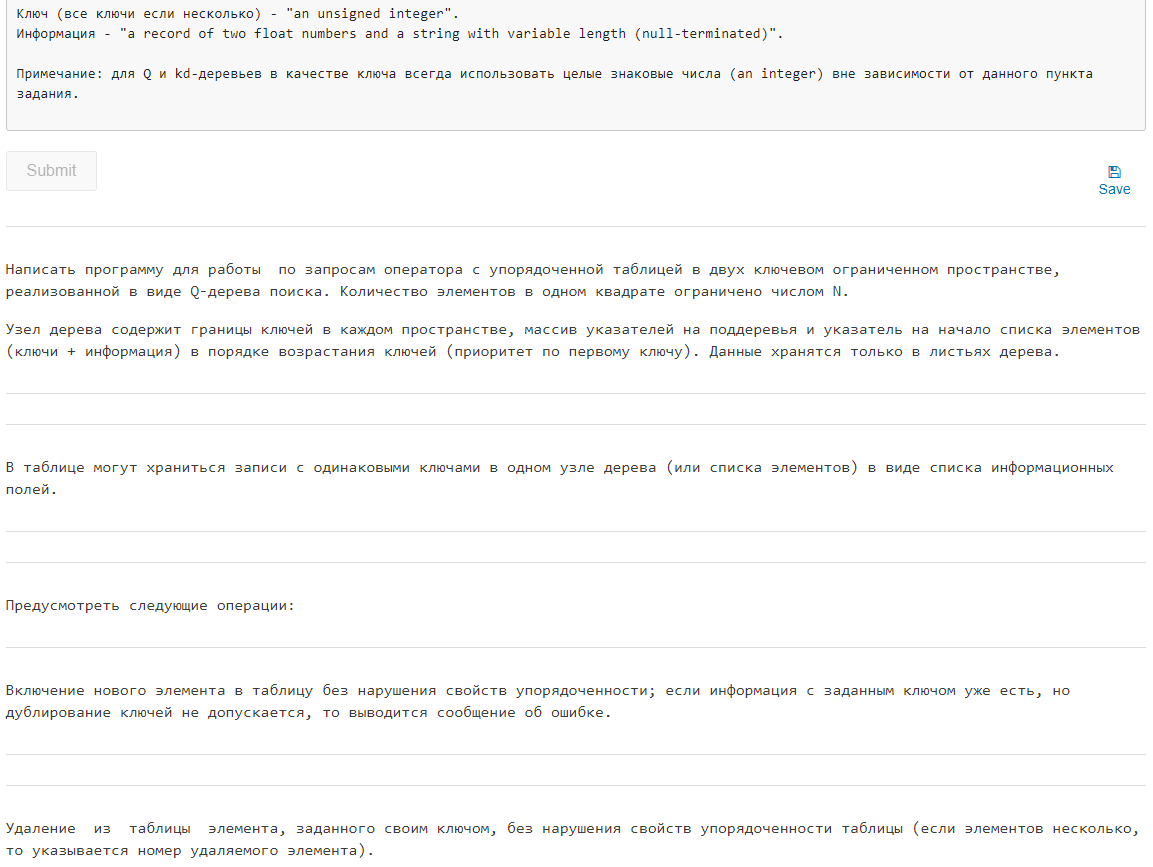 Ключ (все ключи если несколько) - "an unsigned integer".
Информация - "a record of two float numbers and a string with variable length (null-terminated)".
Примечание: для Q и kd-деревьев в качестве ключа всегда использовать целые знаковые числа (an integer) вне зависимости от данного пункта
задания.
Submit
Save
Написать программу для работы  по запросам оператора с упорядоченной таблицей в двух ключевом ограниченном пространстве,
реализованной в виде Q-дерева поиска. Количество элементов в одном квадрате ограничено числом N.
Узел дерева содержит границы ключей в каждом пространстве, массив указателей на поддеревья и указатель на начало списка элементов
(ключи + информация) в порядке возрастания ключей (приоритет по первому ключу). Данные хранятся только в листьях дерева.
В таблице могут храниться записи с одинаковыми ключами в одном узле дерева (или списка элементов) в виде списка информационных
полей.
Предусмотреть следующие операции:
Включение нового элемента в таблицу без нарушения свойств упорядоченности; если информация с заданным ключом уже есть, но
дублирование ключей не допускается, то выводится сообщение об ошибке.
Удаление  из  таблицы  элемента, заданного своим ключом, без нарушения свойств упорядоченности таблицы (если элементов несколько,
то указывается номер удаляемого элемента).